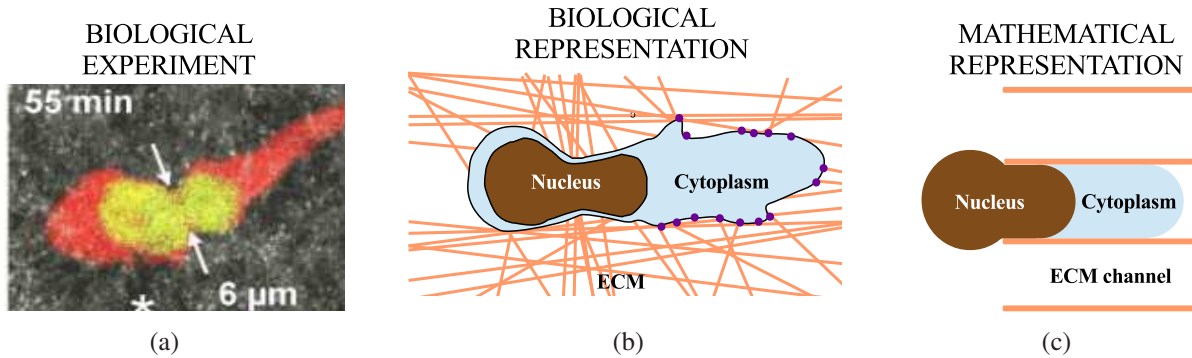 BIOLOGICAL
EXPERIMENT
55 min
6 μm
*
(a)
BIOLOGICAL
REPRESENTATION
Nucleus
Cytoplasm
ECM
(b)
MATHEMATICAL
REPRESENTATION
Nucleus
Cytoplasm
ECM channel
(c)